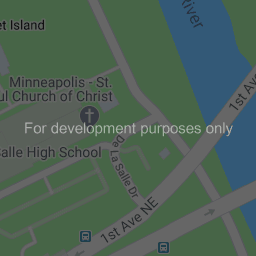 River
et Island
Minneapolis - St.
ul Church of Christ
1st Ave
For development purposes only
Salle High School
De La Salle Dr
1st Ave NE